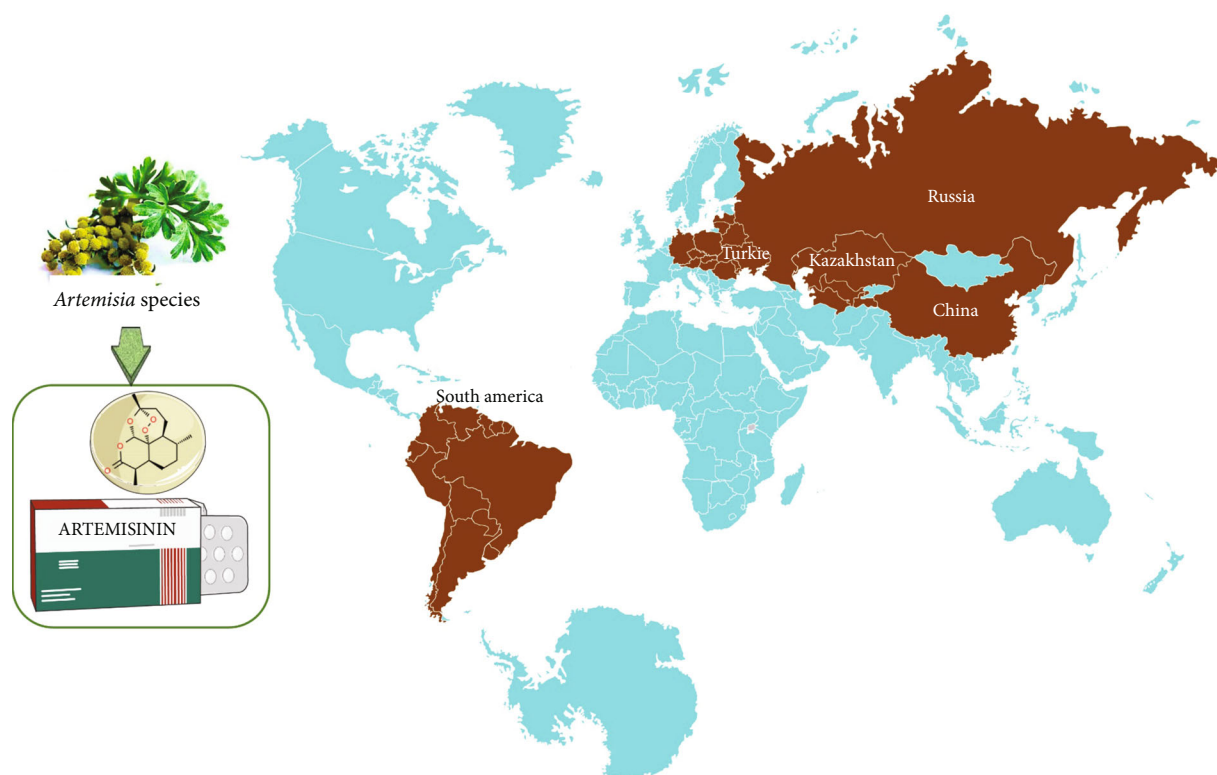 Artemisia species
ARTEMISININ
South america
Russia
Turkie
Kazakhstan
China